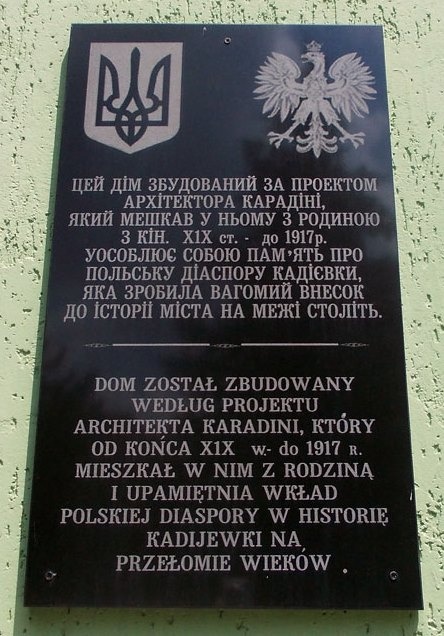 ЦЕЙ ДІМ ЗБУДОВАНИЙ ЗА ПРОЕКТОМ
АРХІТЕКТОРА КАРАДІНІ,
ЯКИЙ МЕШКАВ У НЬОМУ З РОДИНОЮ
З КІН. X1X ст. - до 1917р.
УОСОБЛЮЄ СОБОЮ ПАМ'ЯТЬ ПРО
ПОЛЬСЬКУ ДІАСПОРУ КАДІЄВКИ,
ЯКА ЗРОБИЛА ВАГОМИЙ ВНЕСОК
ДО ІСТОРІЇ МІСТА НА МЕЖІ СТОЛІТЬ.
DOM ZOSTAŁ ZBUDOWANY
WEDŁUG PROJEKTU
ARCHITEKTA KARADINI, KTÓRY
OD KOŃCA X1X w.- do 1917 R.
MIESZKAŁ W NIM Z RODZINĄ
I UPAMIĘTNIA WKŁAD
POLSKIEJ DIASPORY W HISTORIĘ
KADIJEWKI NA
PRZEŁOMIE WIEKÓW .